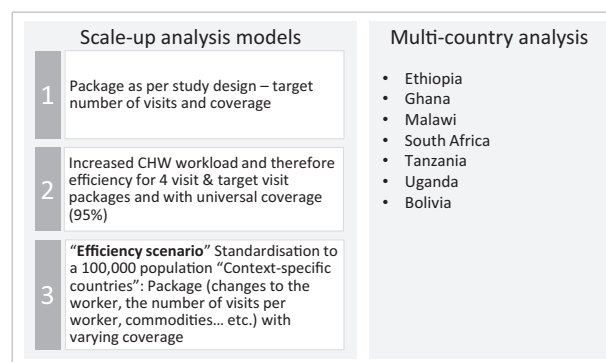 Scale-up analysis models
1
Package as per study design – target
number of visits and coverage
2
Increased CHW workload and therefore
efficiency for 4 visit & target visit
packages and with universal coverage
(95%)
3
“Efficiency scenario” Standardisation to
a 100,000 population “Context-specific
countries”: Package (changes to the
worker, the number of visits per
worker, commodities… etc.) with
varying coverage
Multi-country analysis
• Ethiopia
• Ghana
• Malawi
• South Africa
• Tanzania
• Uganda
• Bolivia